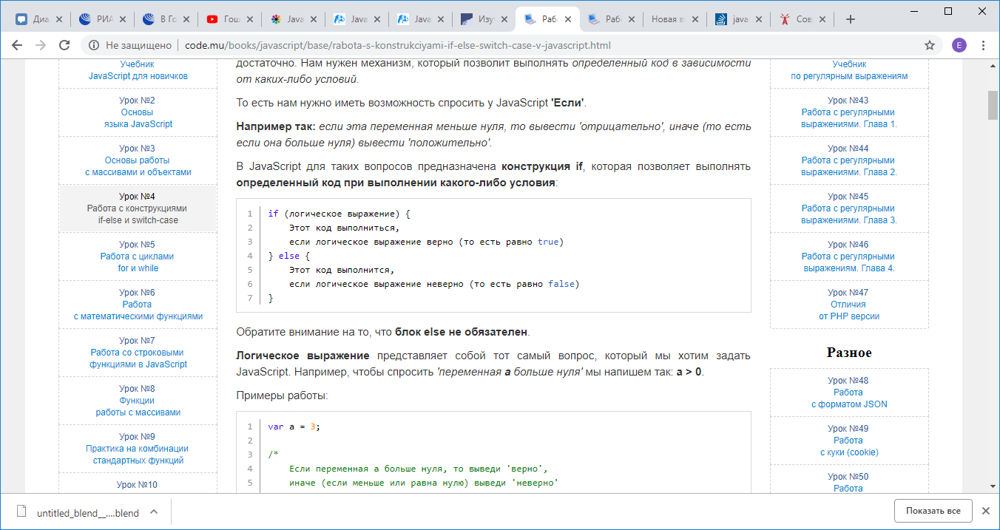 Диа
РИА
В Го
Гош
Java
Java
Java
Изу
Рабо
Рабо
Новая в
javas
Сов
Не защищено
code.mu/books/javascript/base/rabota-s-konstrukciyami-if-else-switch-case-v-javascript.html
E
Учебник
JavaScript для новичков
Урок №2
Основы
языка JavaScript
Урок №3
Основы работы
с массивами и объектами
Урок №4
Работа с конструкциями
if-else и switch-case
Урок №5
Работа с циклами
for и while
Урок №6
Работа
с математическими функциями
Урок №7
Работа со строковыми
функциями в JavaScript
Урок №8
Функции
работы с массивами
Урок №9
Практика на комбинации
стандартных функций
Урок №10
достаточно. Нам нужен механизм, который позволит выполнять определенный код в зависимости
от каких-либо условий.
То есть нам нужно иметь возможность спросить у JavaScript 'Если'.
Например так: если эта переменная меньше нуля, то вывести 'отрицательно', иначе (то есть
если она больше нуля) вывести 'положительно'.
В JavaScript для таких вопросов предназначена конструкция if, которая позволяет выполнять
определенный код при выполнении какого-либо условия:
1 if (логическое выражение) {
2 Этот код выполниться,
3 если логическое выражение верно (то есть равно true)
4 } else {
5 Этот код выполнится,
6 если логическое выражение неверно (то есть равно false)
7 }
Обратите внимание на то, что блок else не обязателен.
Логическое выражение представляет собой тот самый вопрос, который мы хотим задать
JavaScript. Например, чтобы спросить 'переменная a больше нуля' мы напишем так: a > 0.
Примеры работы:
1 var a = 3;
2
3 /*
4 Если переменная a больше нуля, то выведи 'верно',
5 иначе (если меньше или равна нулю) выведи 'неверно'
Учебник
по регулярным выражениям
Урок №43
Работа с регулярными
выражениями. Глава 1.
Урок №44
Работа с регулярными
выражениями. Глава 2.
Урок №45
Работа с регулярными
выражениями. Глава 3.
Урок №46
Работа с регулярными
выражениям. Глава 4.
Урок №47
Отличия
от PHP версии
Разное
Урок №48
Работа
с форматом JSON
Урок №49
Работа
с куки (cookie)
Урок №50
Работа
untitled_blend__....blend
Показать все